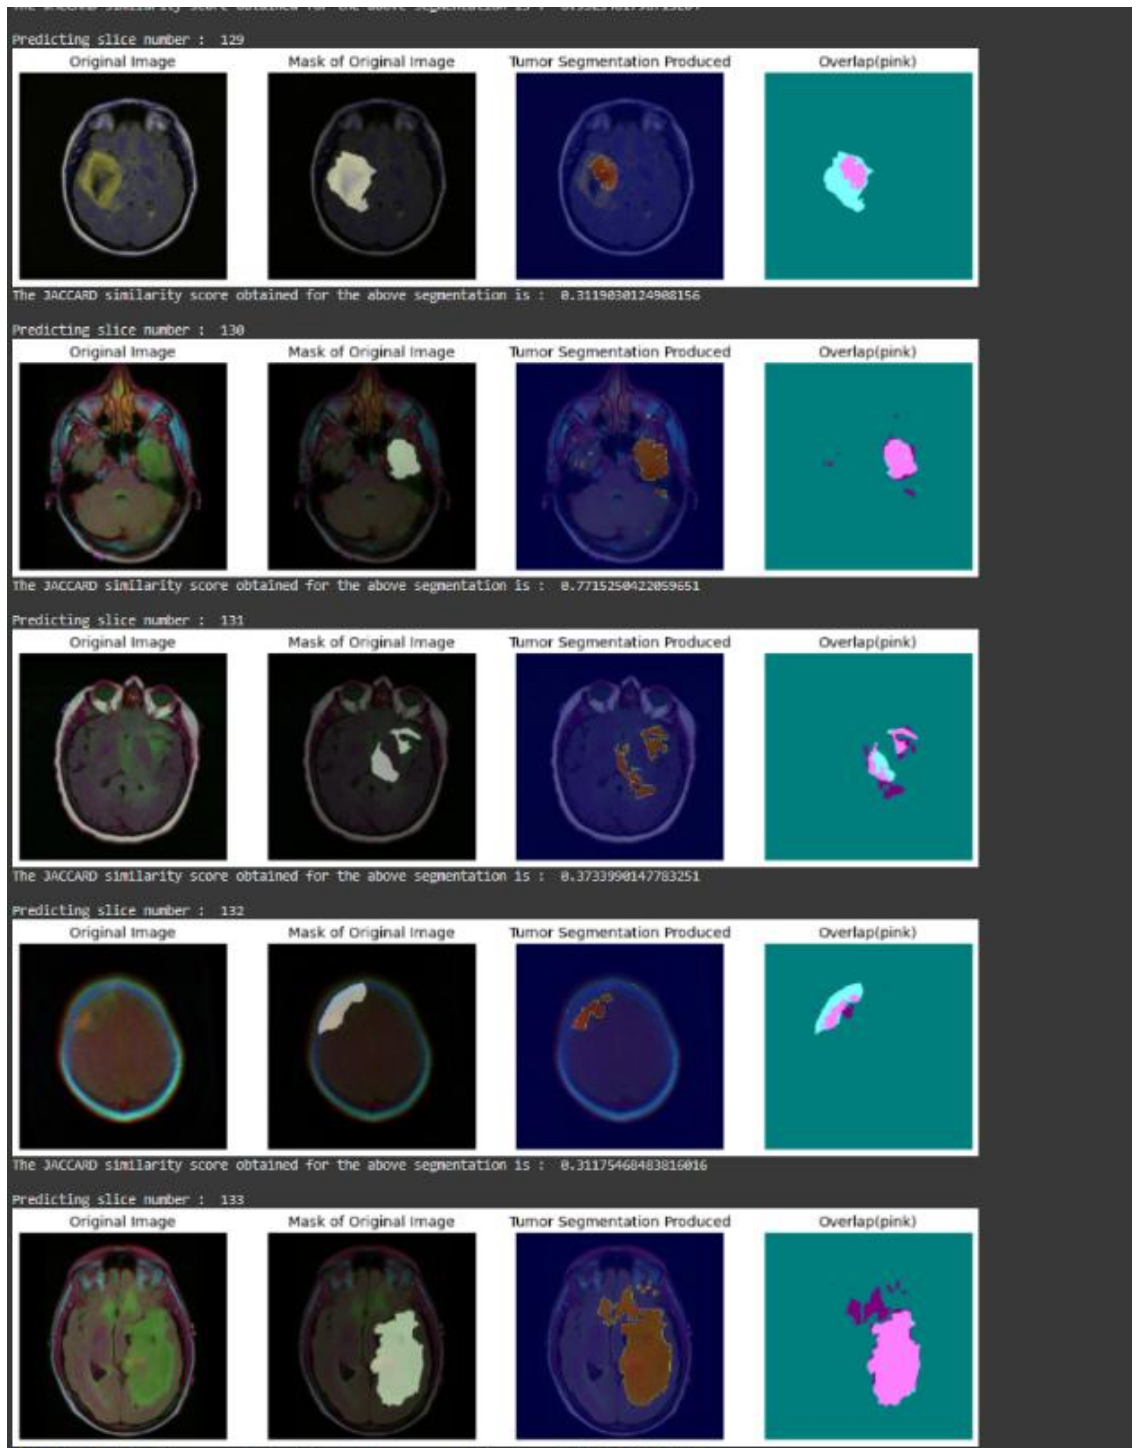 Predicting slice number : 129
Original Image Mask of Original Image Tumor Segmentation Produced Overlap(pink)
The JACCARD similarity score obtained for the above segmentation is : 0.3119030124908156
Predicting slice number : 130
Original Image Mask of Original Image Tumor Segmentation Produced Overlap(pink)
The JACCARD similarity score obtained for the above segmentation is : 0.7715250422059651
Predicting slice number : 131
Original Image Mask of Original Image Tumor Segmentation Produced Overlap(pink)
The JACCARD similarity score obtained for the above segmentation is : 0.3733990147783251
Predicting slice number : 132
Original Image Mask of Original Image Tumor Segmentation Produced Overlap(pink)
The JACCARD similarity score obtained for the above segmentation is : 0.31175468483816016
Predicting slice number : 133
Original Image Mask of Original Image Tumor Segmentation Produced Overlap(pink)